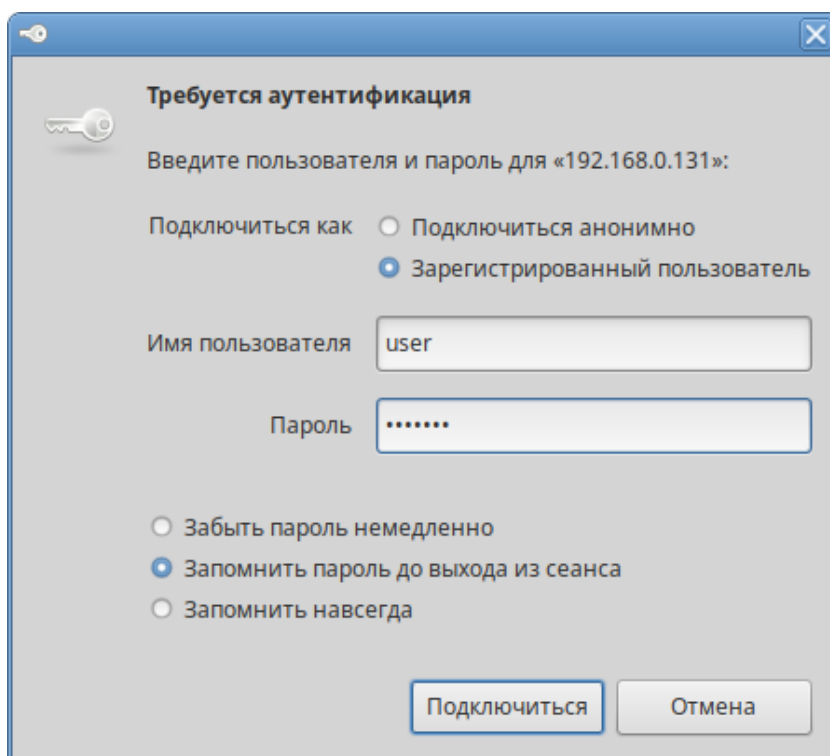 Требуется аутентификация
Введите пользователя и пароль для «192.168.0.131»:
Подключиться как
Подключиться анонимно
Зарегистрированный пользователь
Имя пользователя
user
Пароль
•••••••
Забыть пароль немедленно
Запомнить пароль до выхода из сеанса
Запомнить навсегда
Подключиться
Отмена